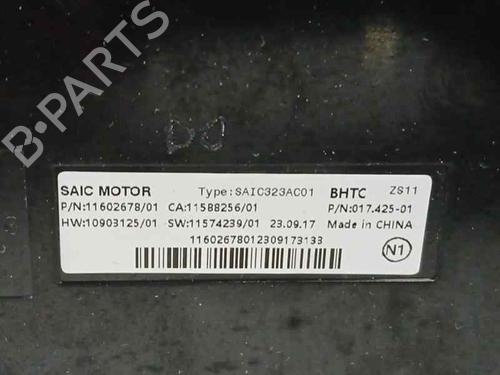 B-PARTS
SAIC MOTOR Type:SAIC323AC01 BHTC ZS11
P/N:11602678/01 CA:11588256/01 P/N:017.425-01
HW:10903125/01 SW:11574239/01 23.09.17 Made in CHINA
11602678012309173133
N1